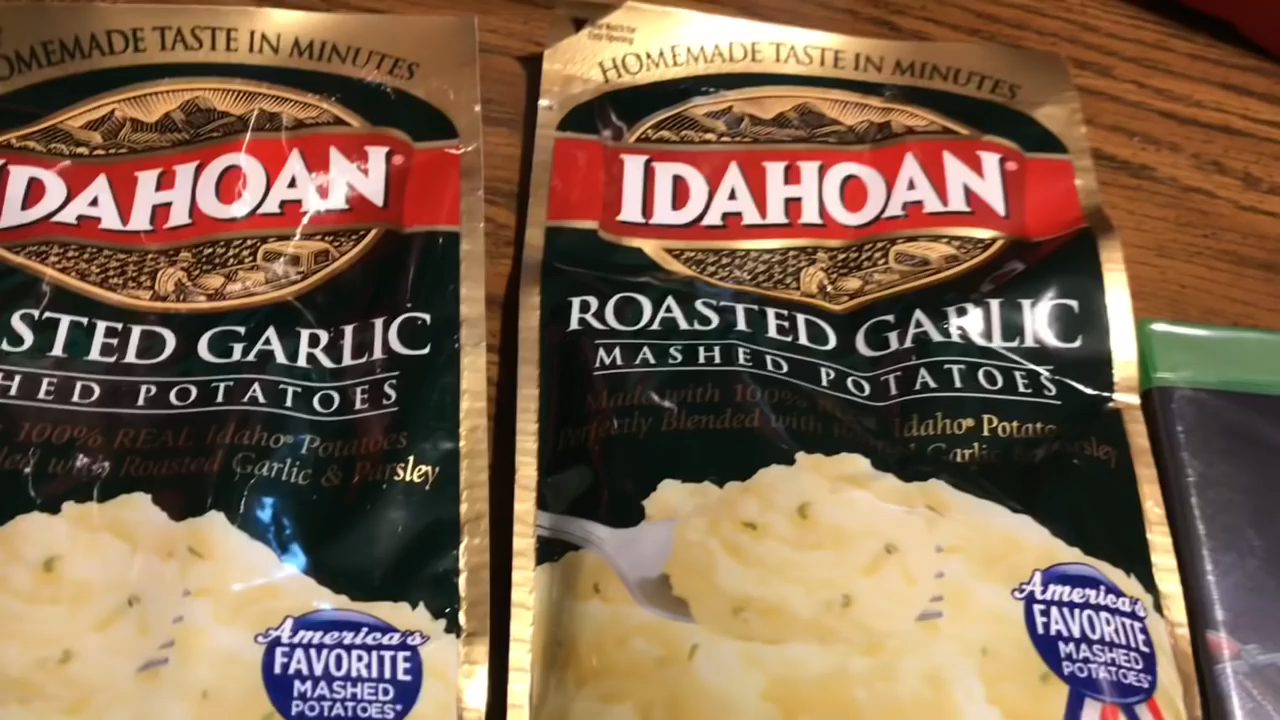 OMEMADE TASTE IN MINUTES
IDAHOAN®
STED GARLIC
HED POTATOES
100% REAL Idaho® Potatoes
with Roasted Garlic & Parsley
America's
FAVORITE
MASHED
POTATOES*
HOMEMADE TASTE IN MINUTES
IDAHOAN®
ROASTED GARLIC
MASHED POTATOES
Made with 100% Idaho® Potato
Perfectly Blended with Garlic &
America's
FAVORITE
MASHED
POTATOES*